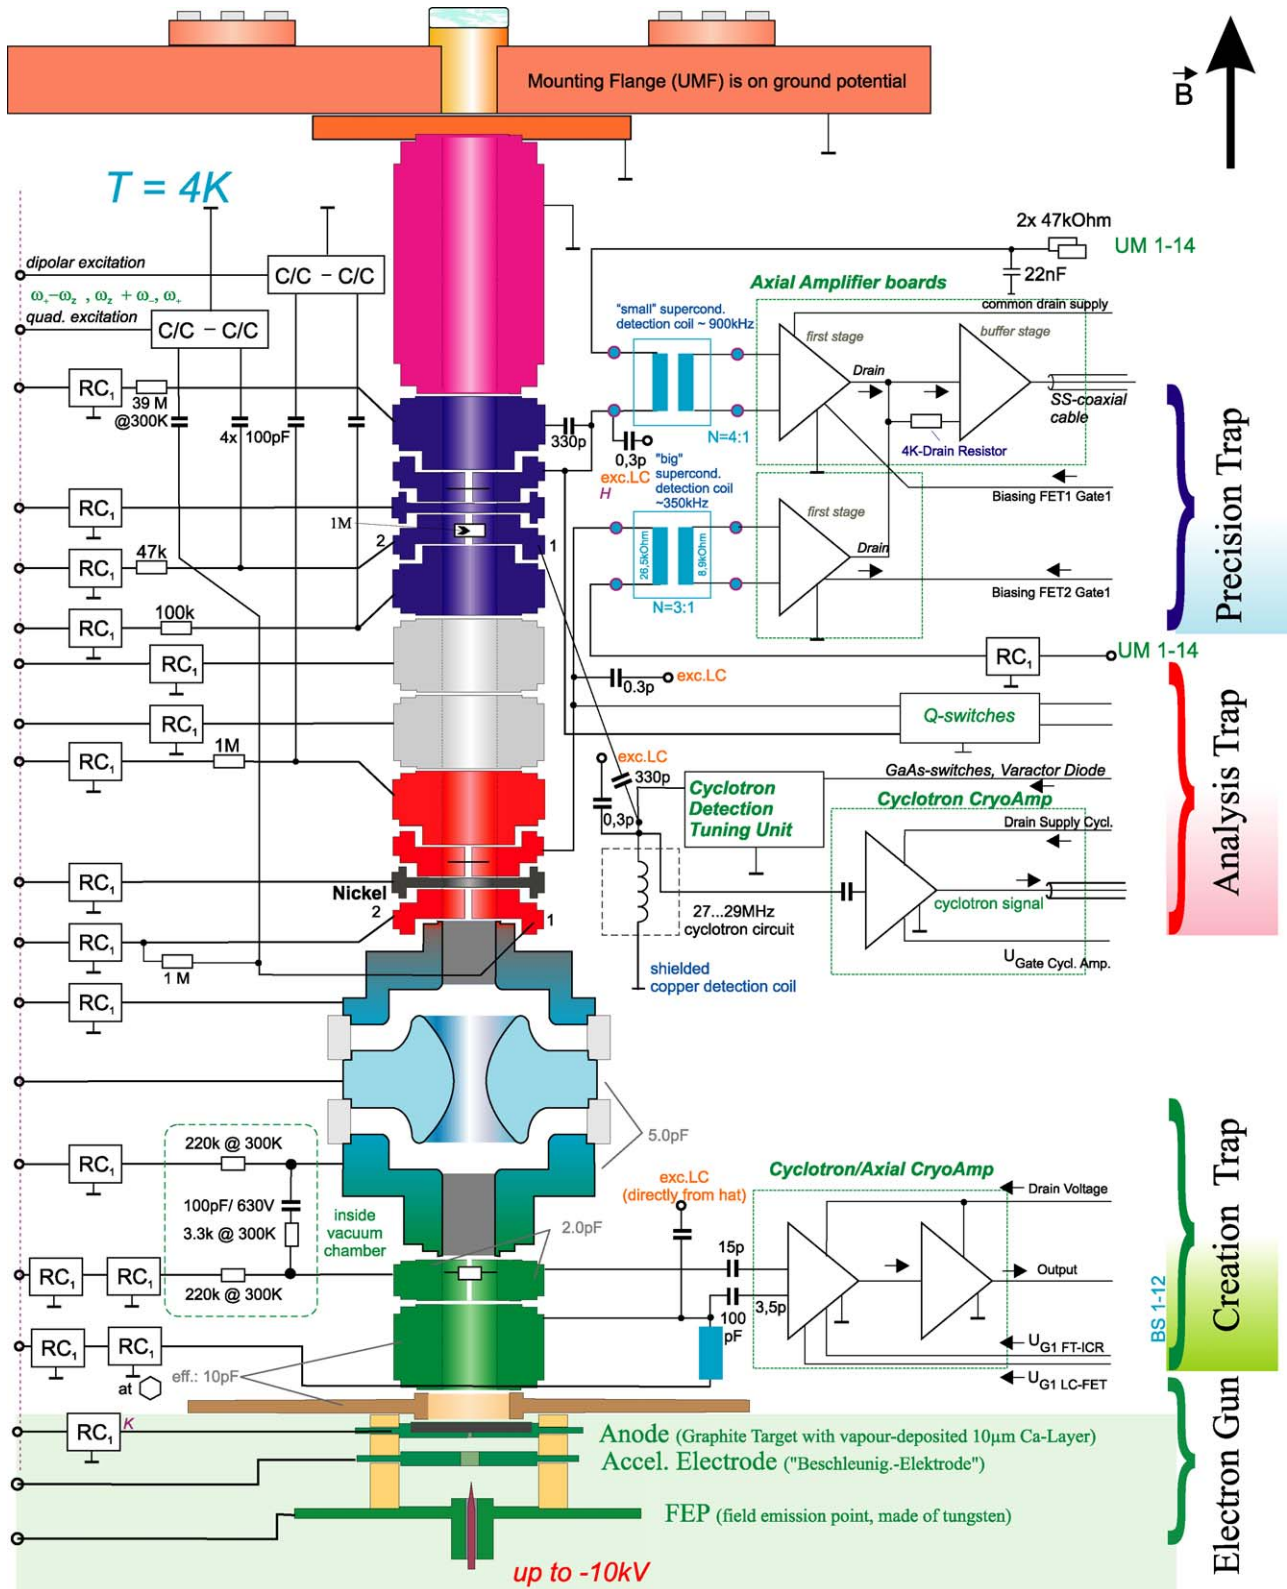 Mounting Flange (UMF) is on ground potential
B
T = 4K
2x 47kOhm
UM 1-14
22nF
dipolar excitation
C/C – C/C
ω₊–ω_z , ω_z + ω₋, ω₊
quad. excitation
C/C – C/C
Axial Amplifier boards
common drain supply
"small" supercond.
detection coil ~ 900kHz
first stage
buffer stage
Drain
SS-coaxial
cable
RC₁
39 M
@300K
4x 100pF
330p
N=4:1
0,3p
exc.LC
H
4K-Drain Resistor
"big"
supercond.
detection coil
~350kHz
Biasing FET1 Gate1
RC₁
1M
2
1
first stage
Drain
26,5kOhm
8,9kOhm
RC₁
47k
N=3:1
Biasing FET2 Gate1
Precision Trap
RC₁
100k
RC₁
RC₁
UM 1-14
0.3p
exc.LC
Q-switches
RC₁
RC₁
1M
exc.LC
330p
0,3p
Cyclotron
Detection
Tuning Unit
GaAs-switches, Varactor Diode
Cyclotron CryoAmp
Drain Supply Cycl.
cyclotron signal
U Gate Cycl. Amp.
Analysis Trap
RC₁
Nickel
2
1
RC₁
1 M
27...29MHz
cyclotron circuit
shielded
copper detection coil
RC₁
5.0pF
220k @ 300K
RC₁
100pF/ 630V
3.3k @ 300K
220k @ 300K
inside
vacuum
chamber
2.0pF
exc.LC
(directly from hat)
Cyclotron/Axial CryoAmp
Drain Voltage
15p
3,5p
100
pF
Output
U G1 FT-ICR
U G1 LC-FET
BS 1-12
Creation Trap
RC₁
RC₁
RC₁
RC₁
at
eff.: 10pF
RC₁
K
Anode (Graphite Target with vapour-deposited 10µm Ca-Layer)
Accel. Electrode ("Beschleunig.-Elektrode")
FEP (field emission point, made of tungsten)
up to -10kV
Electron Gun